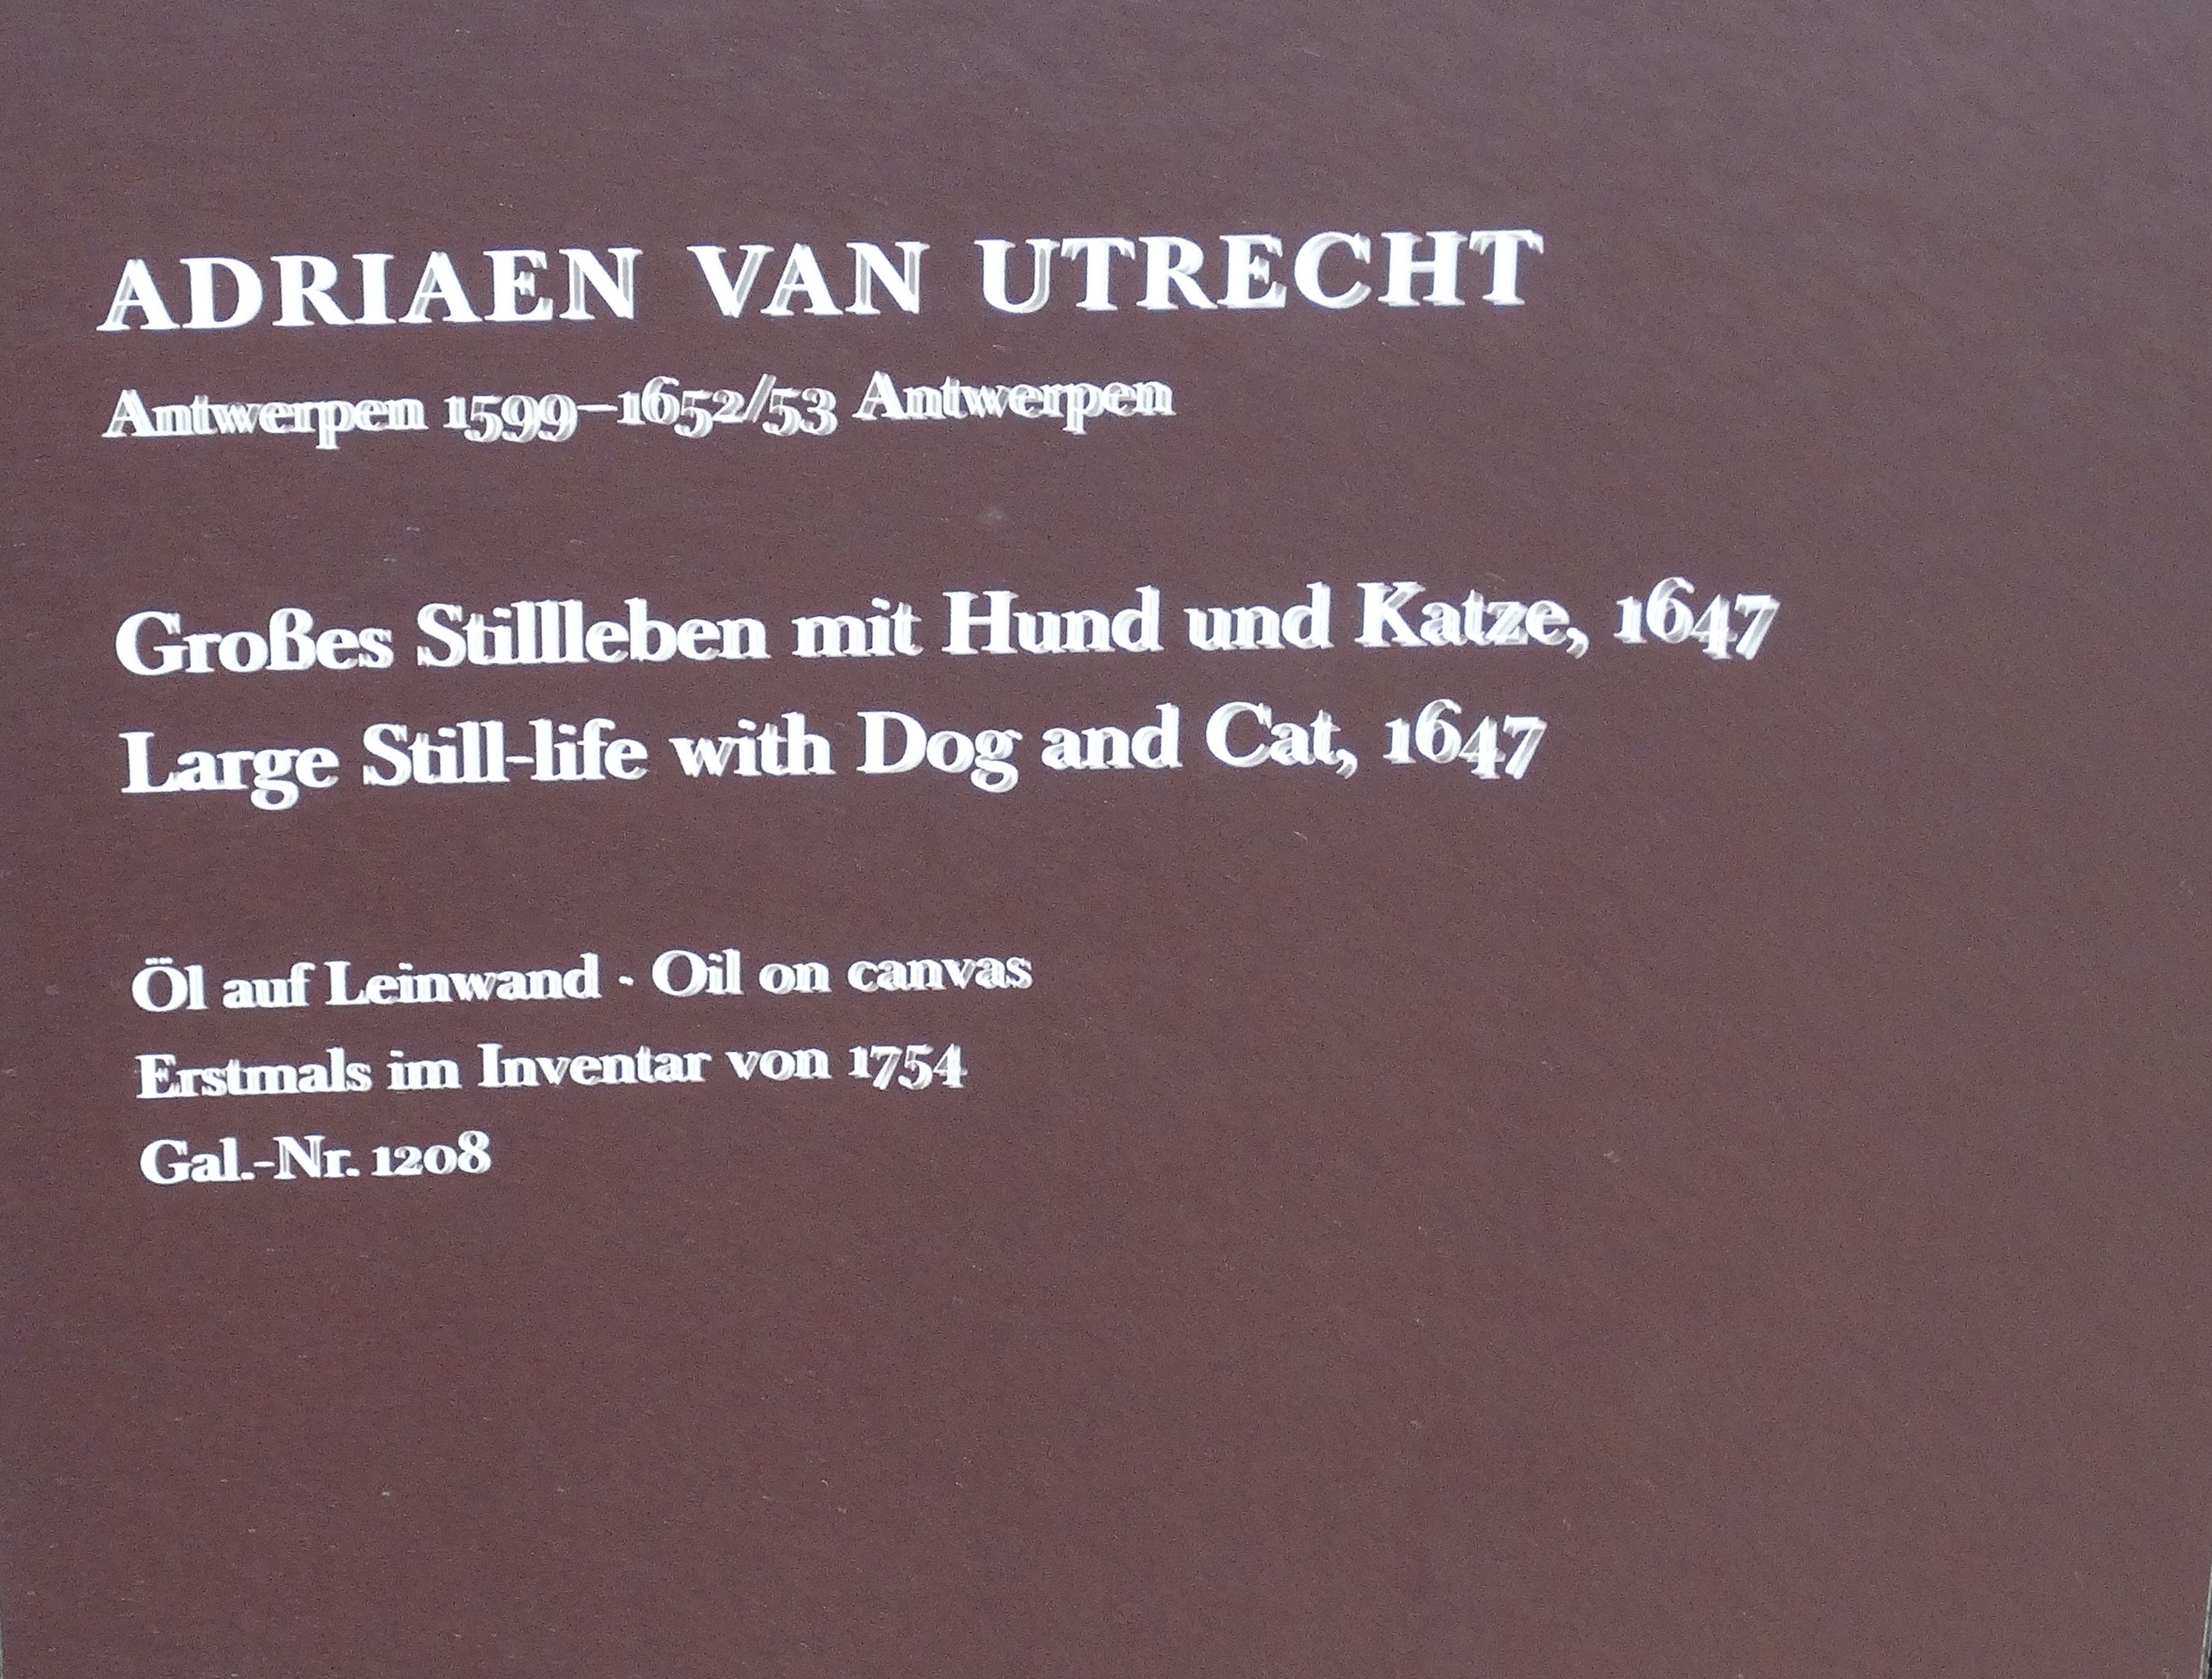 ADRIAEN VAN UTRECHT
Antwerpen 1599–1652/53 Antwerpen
Großes Stillleben mit Hund und Katze, 1647
Large Still-life with Dog and Cat, 1647
Öl auf Leinwand · Oil on canvas
Erstmals im Inventar von 1754
Gal.-Nr. 1208